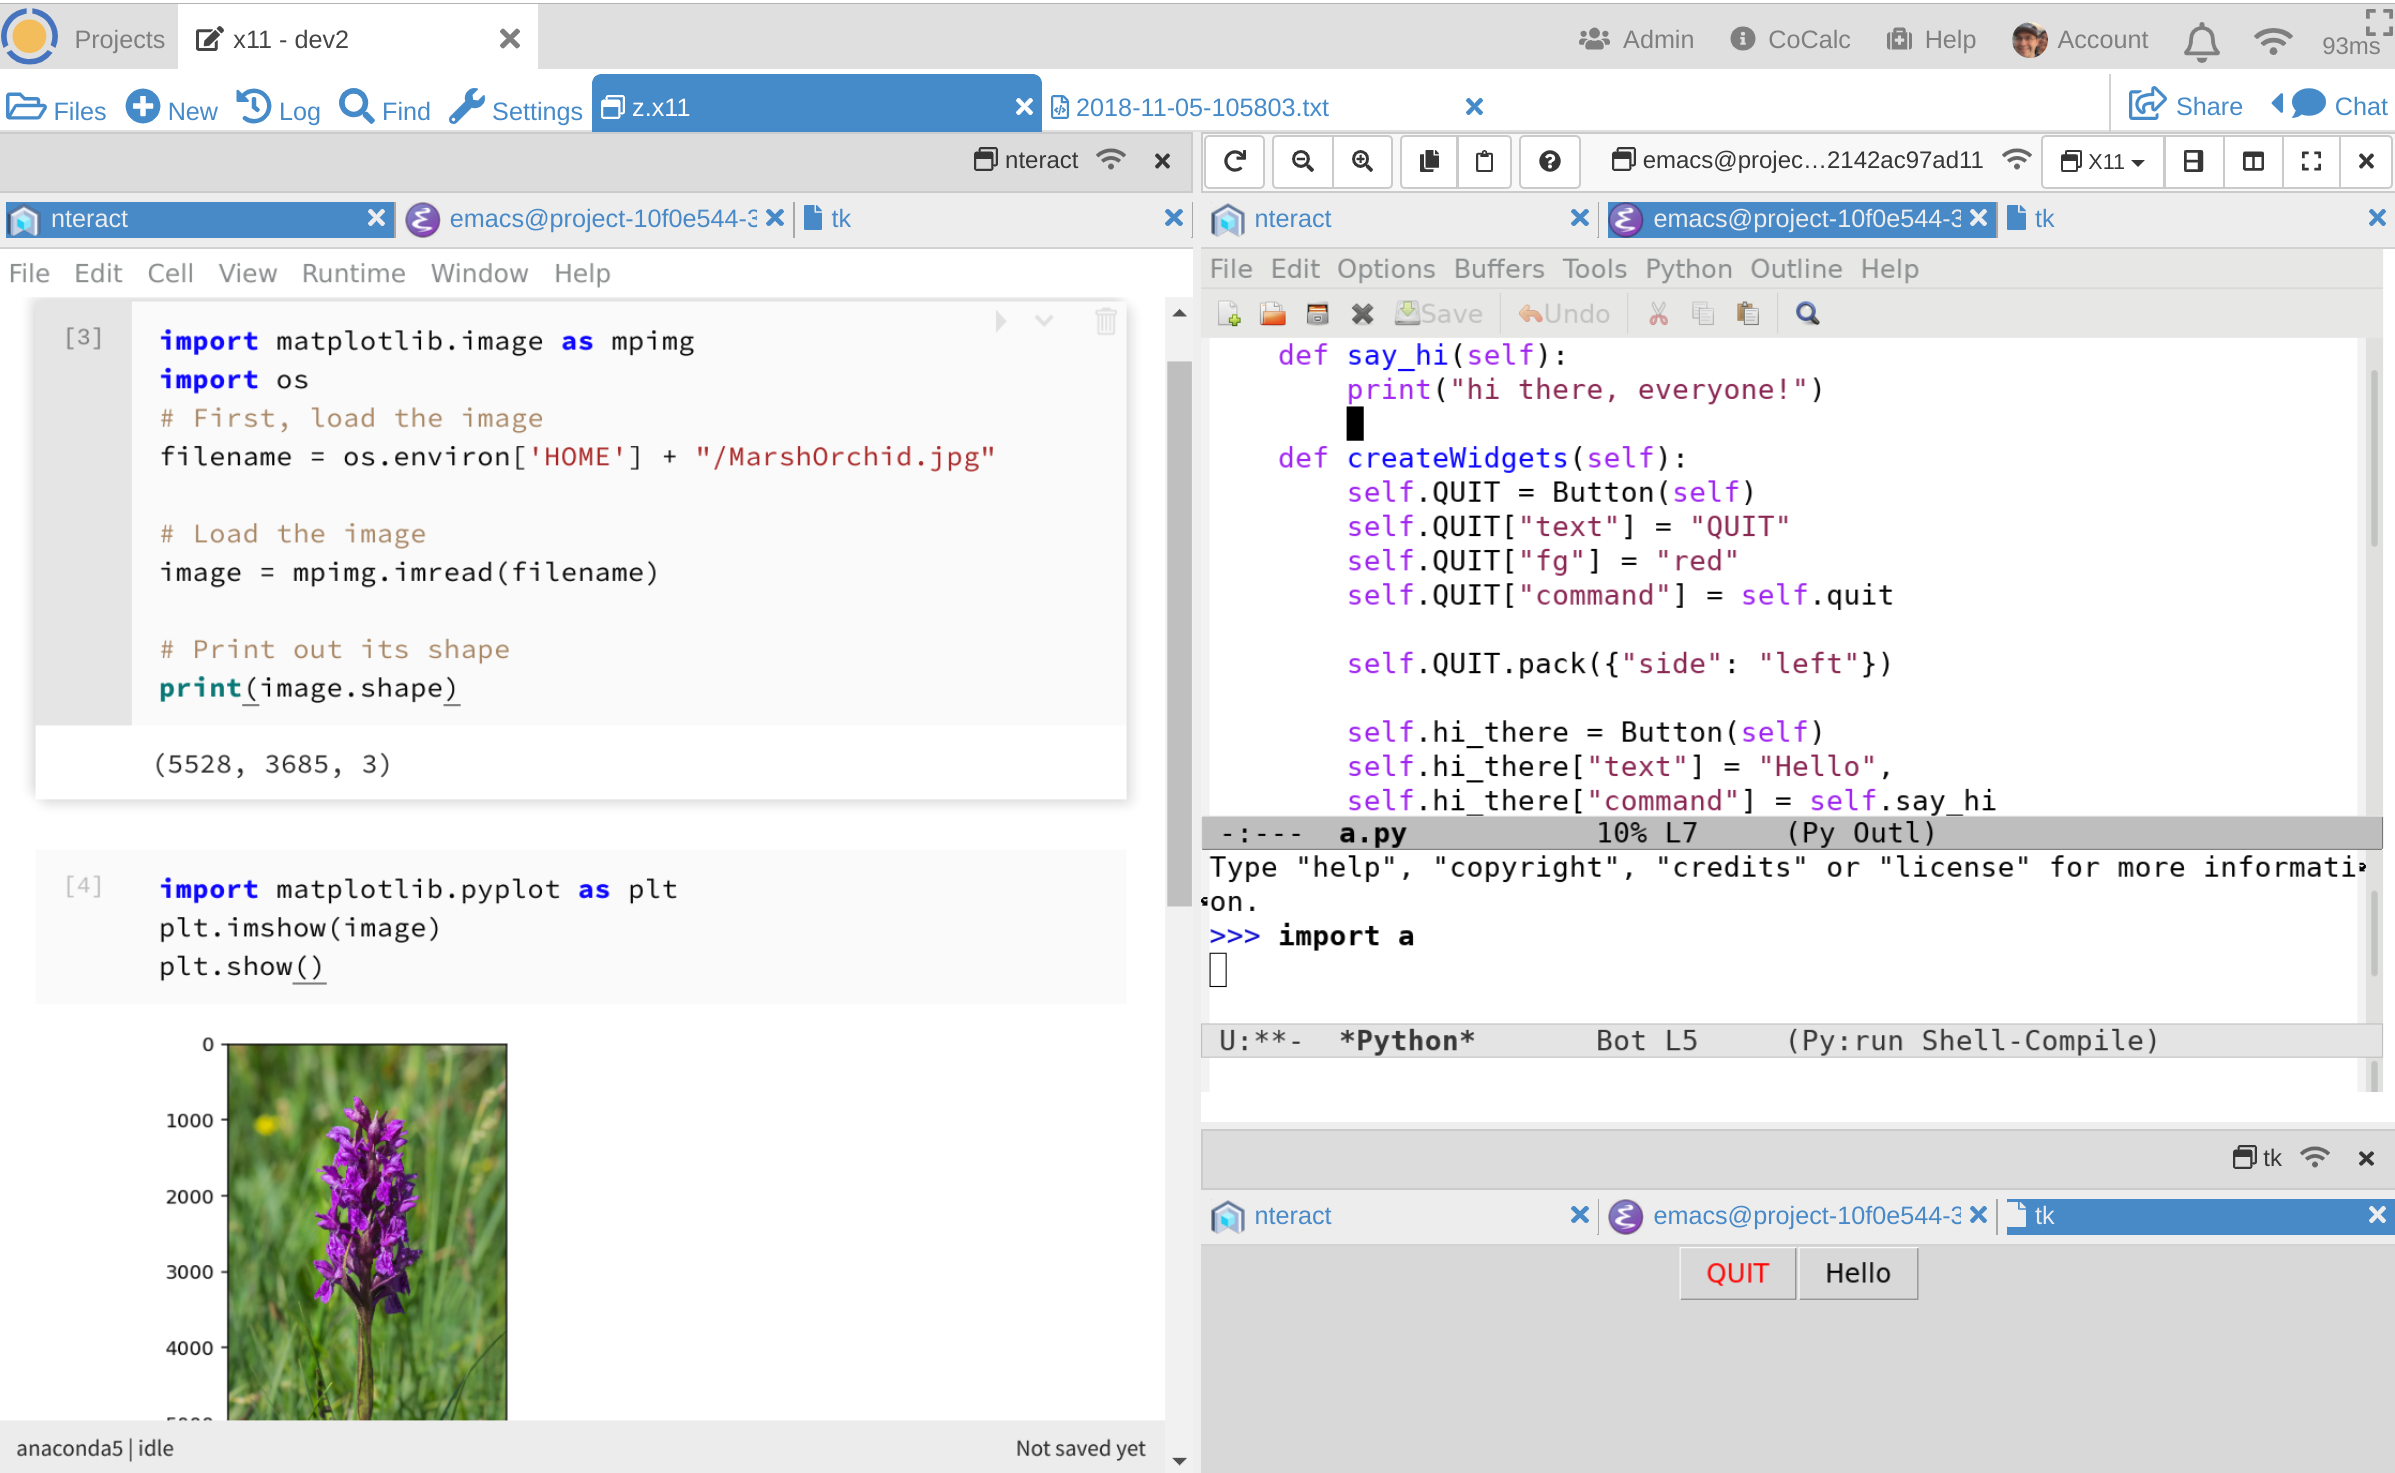 Projects
x11 - dev2
Admin
CoCalc
Help
Account
93ms
Files
New
Log
Find
Settings
z.x11
2018-11-05-105803.txt
Share
Chat
nteract
nteract
emacs@project-10f0e544-3
tk
File Edit Cell View Runtime Window Help
[3]
import matplotlib.image as mpimg
import os
# First, load the image
filename = os.environ['HOME'] + "/MarshOrchid.jpg"
# Load the image
image = mpimg.imread(filename)
# Print out its shape
print(image.shape)
(5528, 3685, 3)
[4]
import matplotlib.pyplot as plt
plt.imshow(image)
plt.show()
0
1000
2000
3000
4000
anaconda5 | idle
Not saved yet
emacs@projec...2142ac97ad11
X11
nteract
emacs@project-10f0e544-3
tk
File Edit Options Buffers Tools Python Outline Help
Save
Undo
def say_hi(self):
print("hi there, everyone!")
def createWidgets(self):
self.QUIT = Button(self)
self.QUIT["text"] = "QUIT"
self.QUIT["fg"] = "red"
self.QUIT["command"] = self.quit
self.QUIT.pack({"side": "left"})
self.hi_there = Button(self)
self.hi_there["text"] = "Hello",
self.hi_there["command"] = self.say_hi
-:--- a.py 10% L7 (Py Outl)
Type "help", "copyright", "credits" or "license" for more informati
on.
>>> import a
U:**- *Python* Bot L5 (Py:run Shell-Compile)
tk
nteract
emacs@project-10f0e544-3
tk
QUIT
Hello